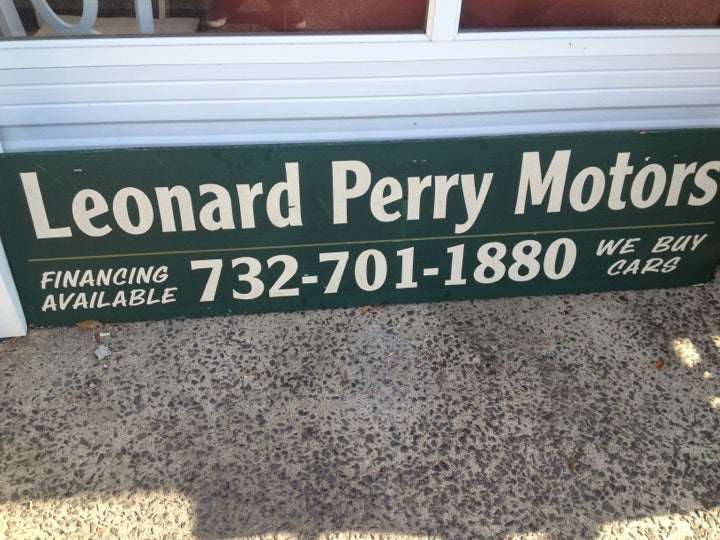 Leonard Perry Motors
FINANCING AVAILABLE
732-701-1880
WE BUY CARS